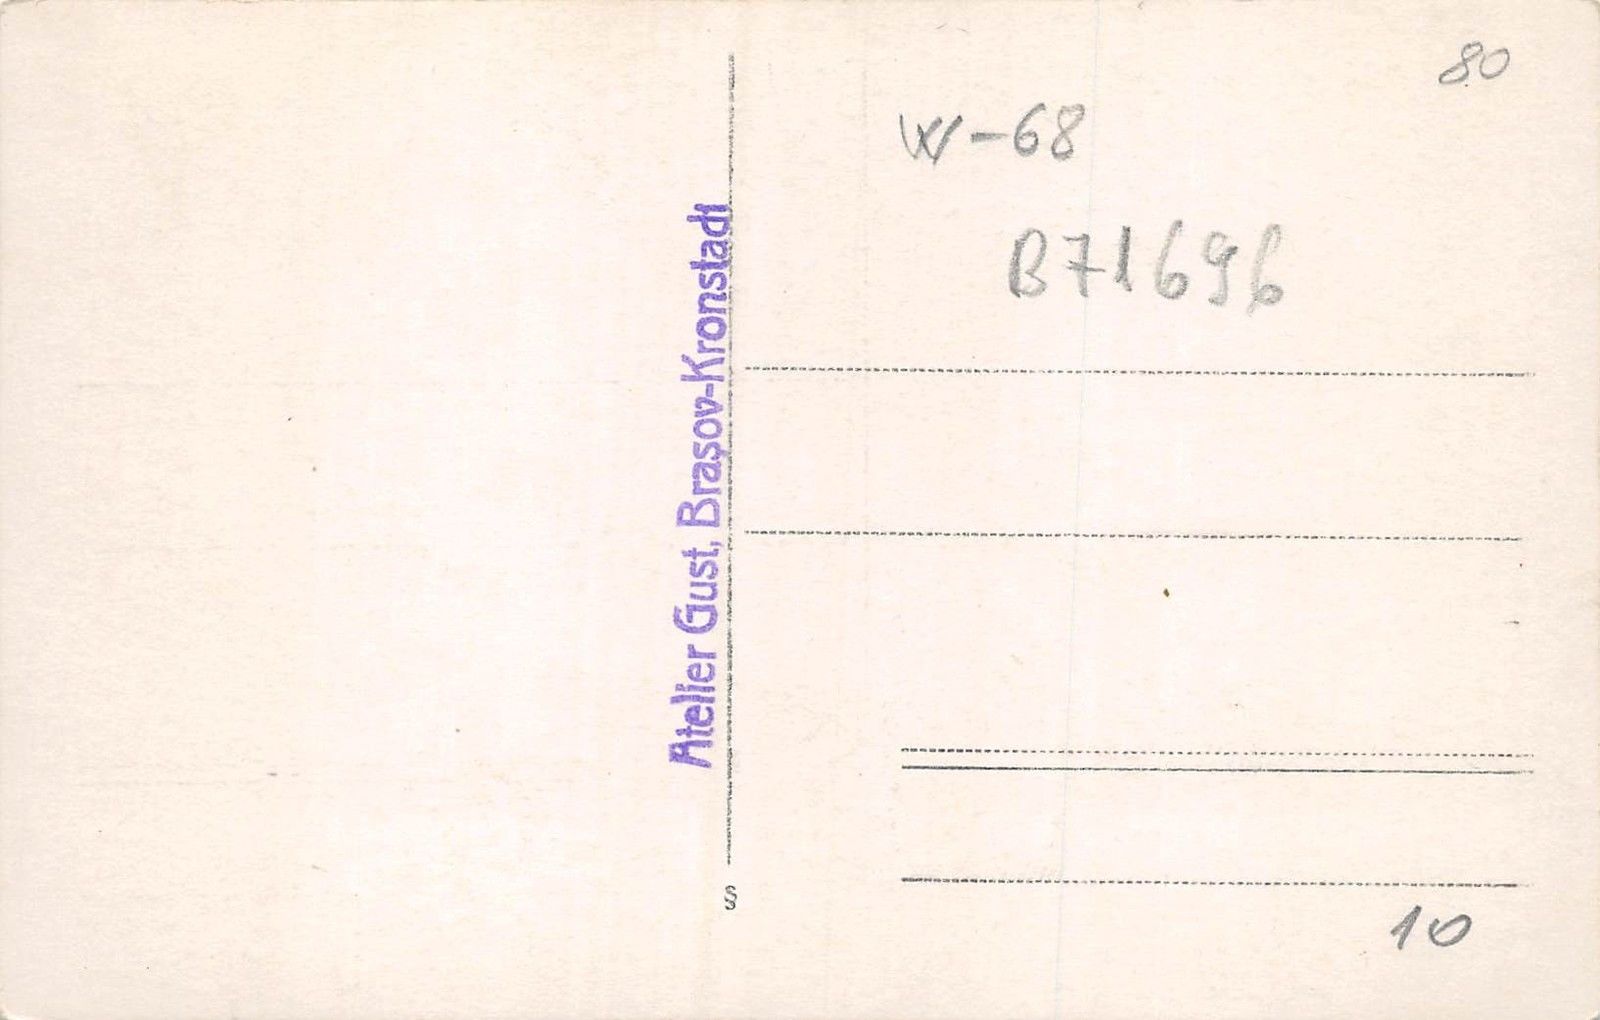 80
W-68
B71696
Atelier Gust, Brașov-Kronstadt
S
10